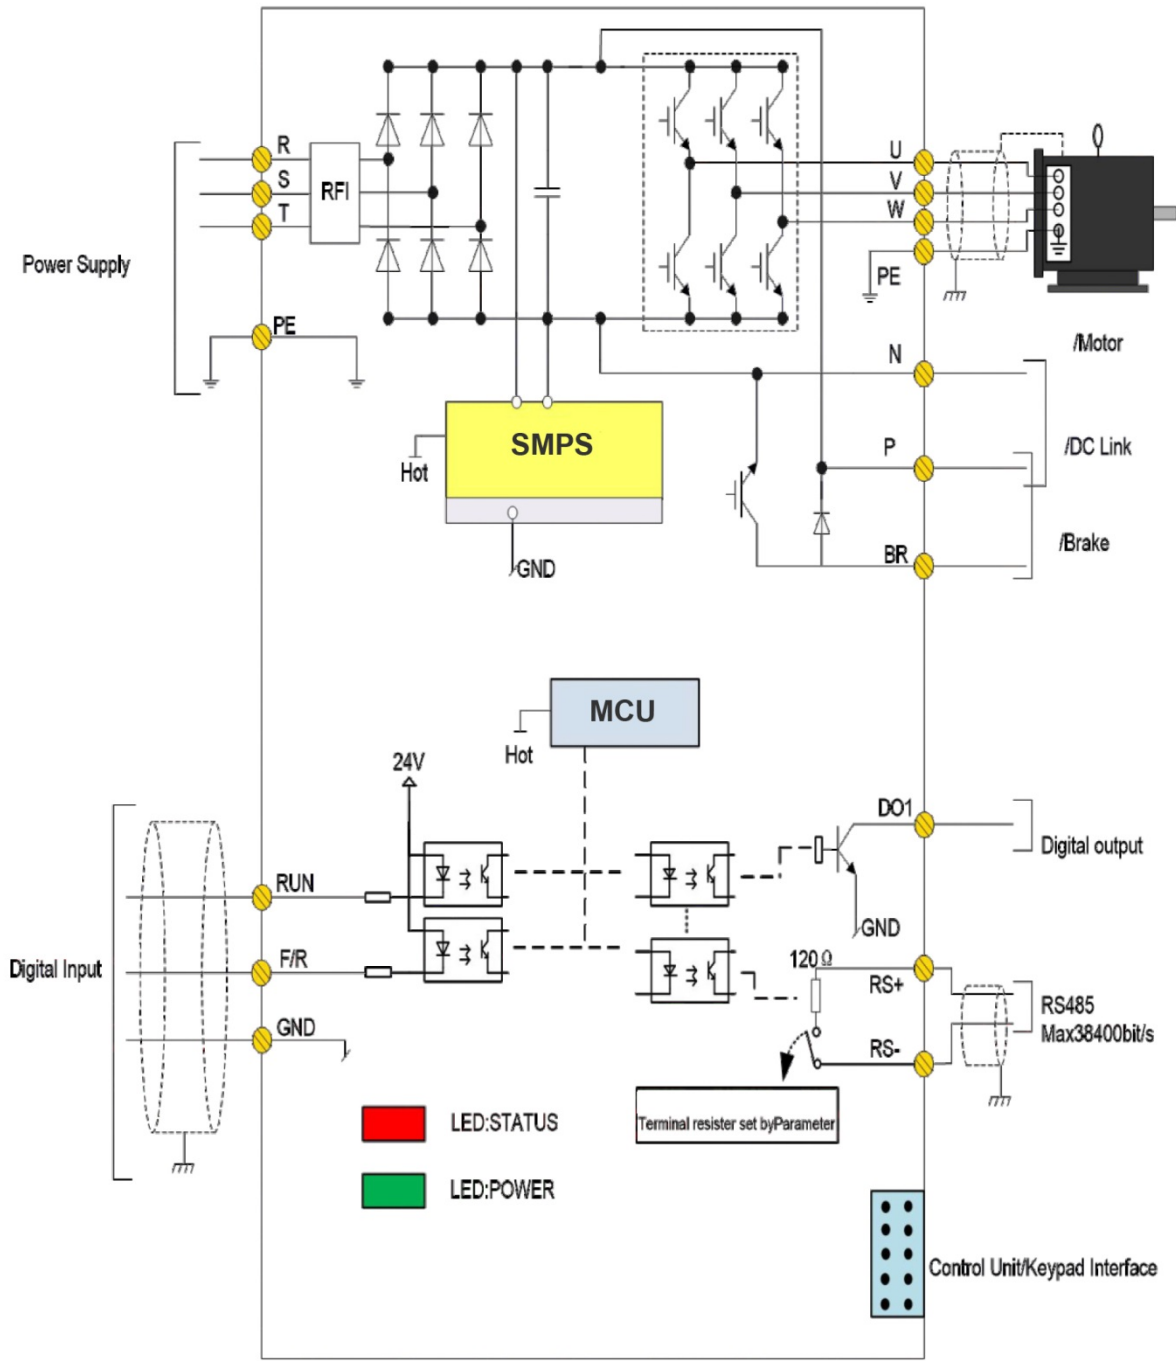 R
S
T
RFI
Power Supply
PE
U
V
W
PE
/Motor
N
P
/DC Link
BR
/Brake
SMPS
Hot
GND
MCU
Hot
24V
RUN
F/R
GND
Digital Input
DO1
Digital output
GND
120Ω
RS+
RS-
RS485
Max38400bit/s
Terminal resister set byParameter
LED:STATUS
LED:POWER
Control Unit/Keypad Interface